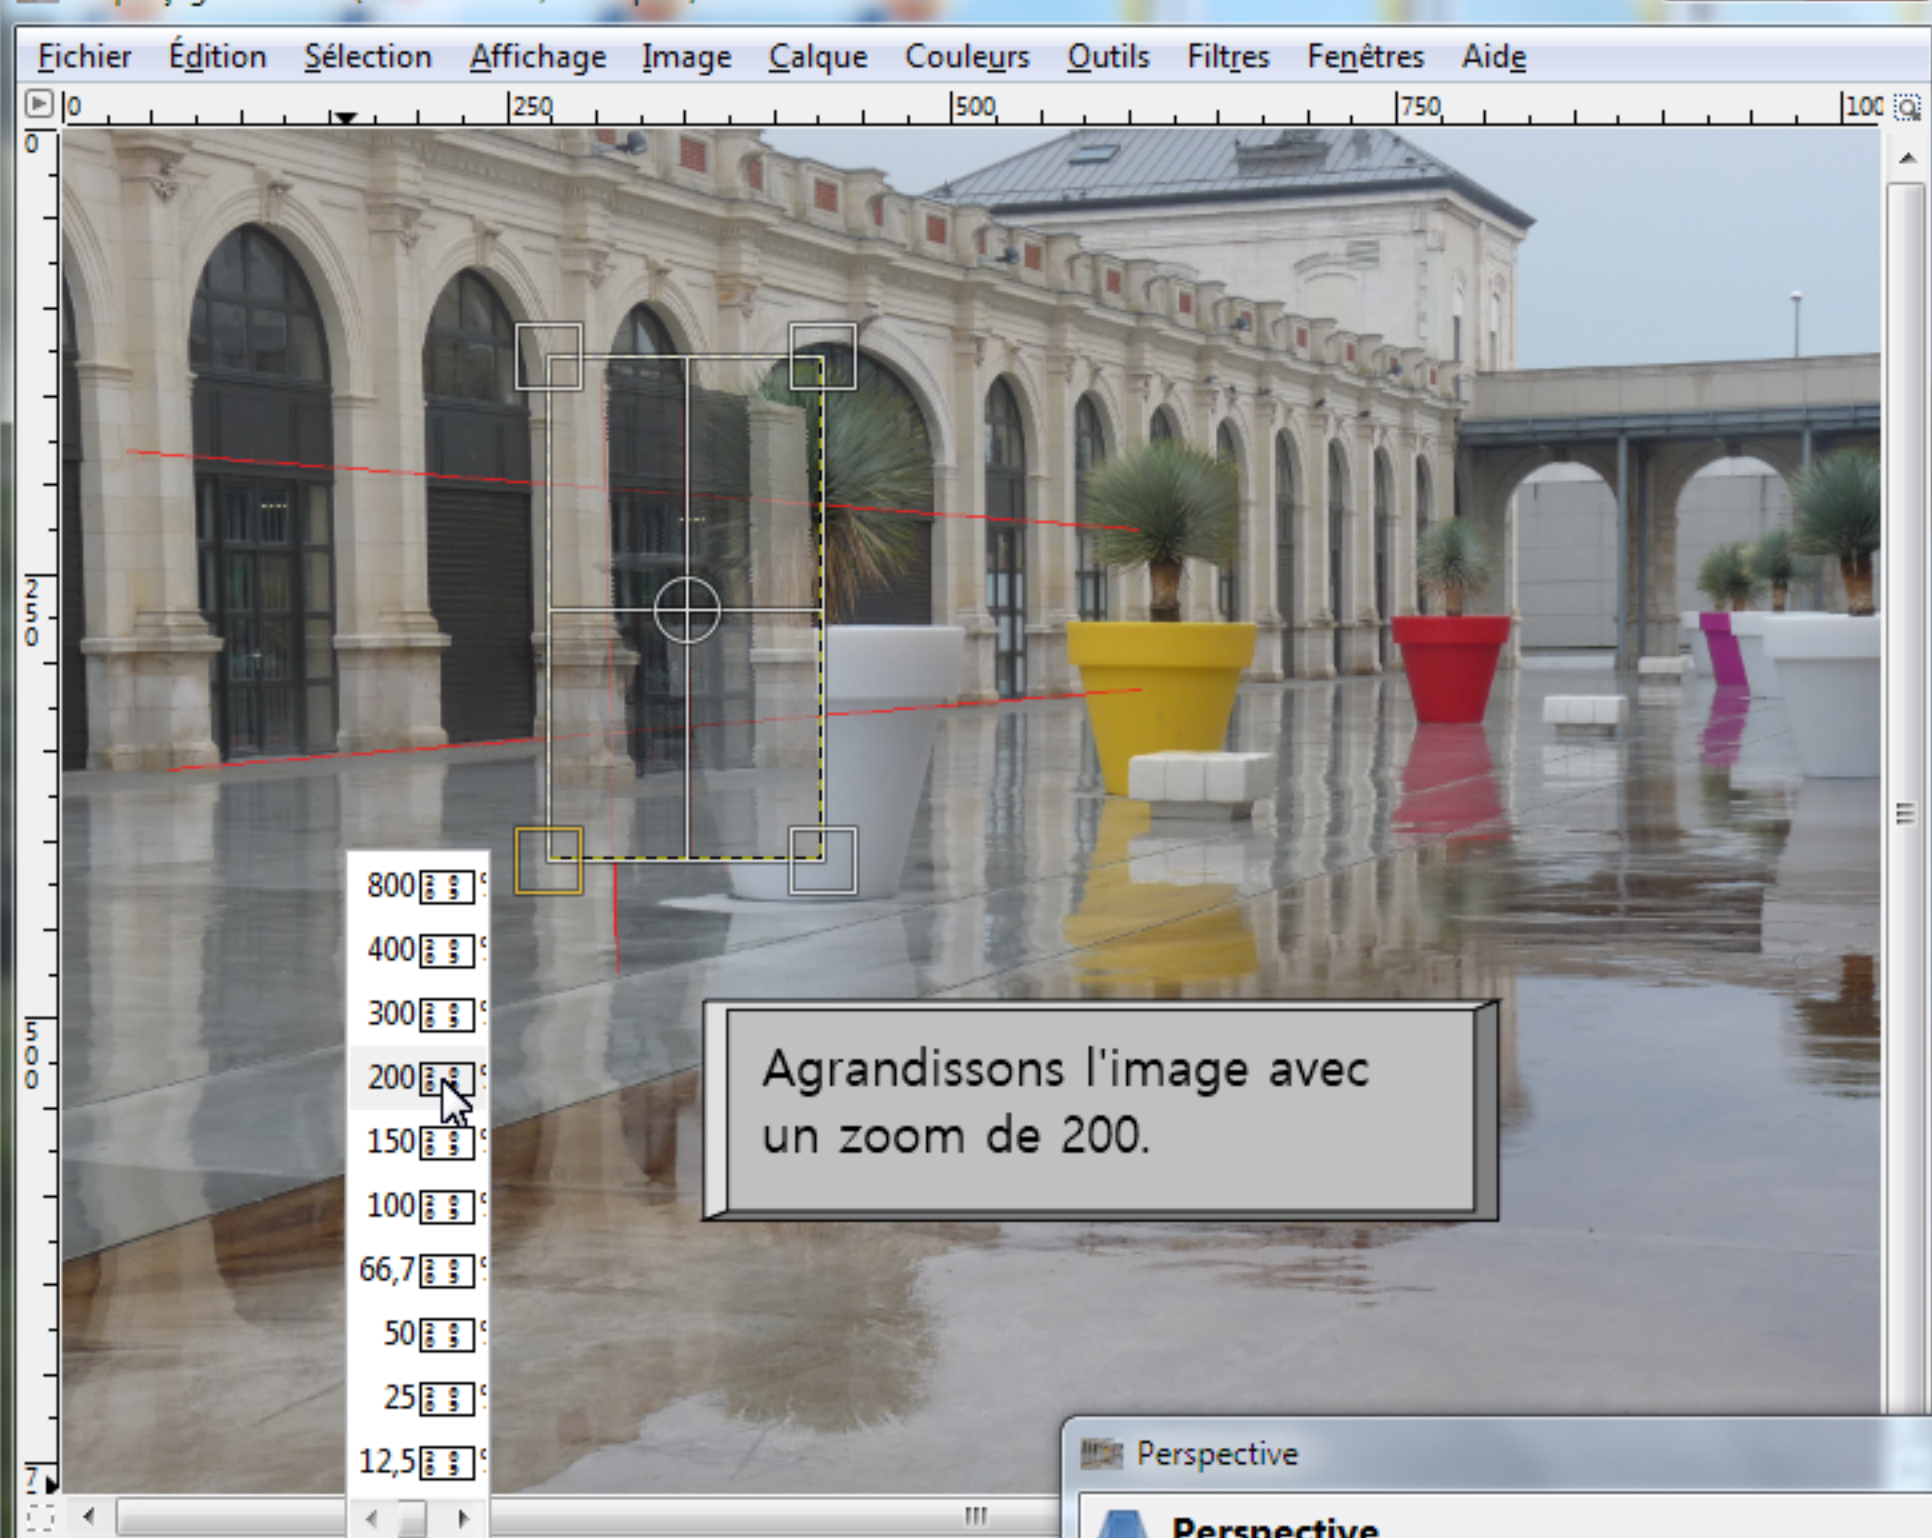 Fichier Édition Sélection Affichage Image Calque Couleurs Outils Filtres Fenêtres Aide
0 250 500 750 100
0
250
500
7
800
400
300
200
150
100
66,7
50
25
12,5
Agrandissons l'image avec
un zoom de 200.
Perspective
Perspective